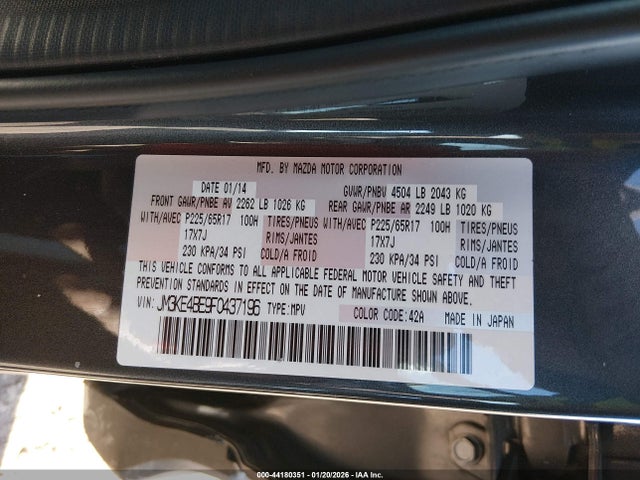 MFD. BY MAZDA MOTOR CORPORATION
DATE 01/14 GVWR/PNBV 4504 LB 2043 KG
FRONT GAWR/PNBE AV 2262 LB 1026 KG REAR GAWR/PNBE AR 2249 LB 1020 KG
WITH/AVEC P225/65R17 100H TIRES/PNEUS WITH/AVEC P225/65R17 100H TIRES/PNEUS
17X7J RIMS/JANTES 17X7J RIMS/JANTES
230 KPA/34 PSI COLD/A FROID 230 KPA/34 PSI COLD/A FROID
THIS VEHICLE CONFORMS TO ALL APPLICABLE FEDERAL MOTOR VEHICLE SAFETY AND THEFT
PREVENTION STANDARDS IN EFFECT ON THE DATE OF MANUFACTURE SHOWN ABOVE.
VIN: JM3KE4BE9F0437196 TYPE:MPV COLOR CODE:42A MADE IN JAPAN
000-44180351 - 01/20/2026 - IAA Inc.